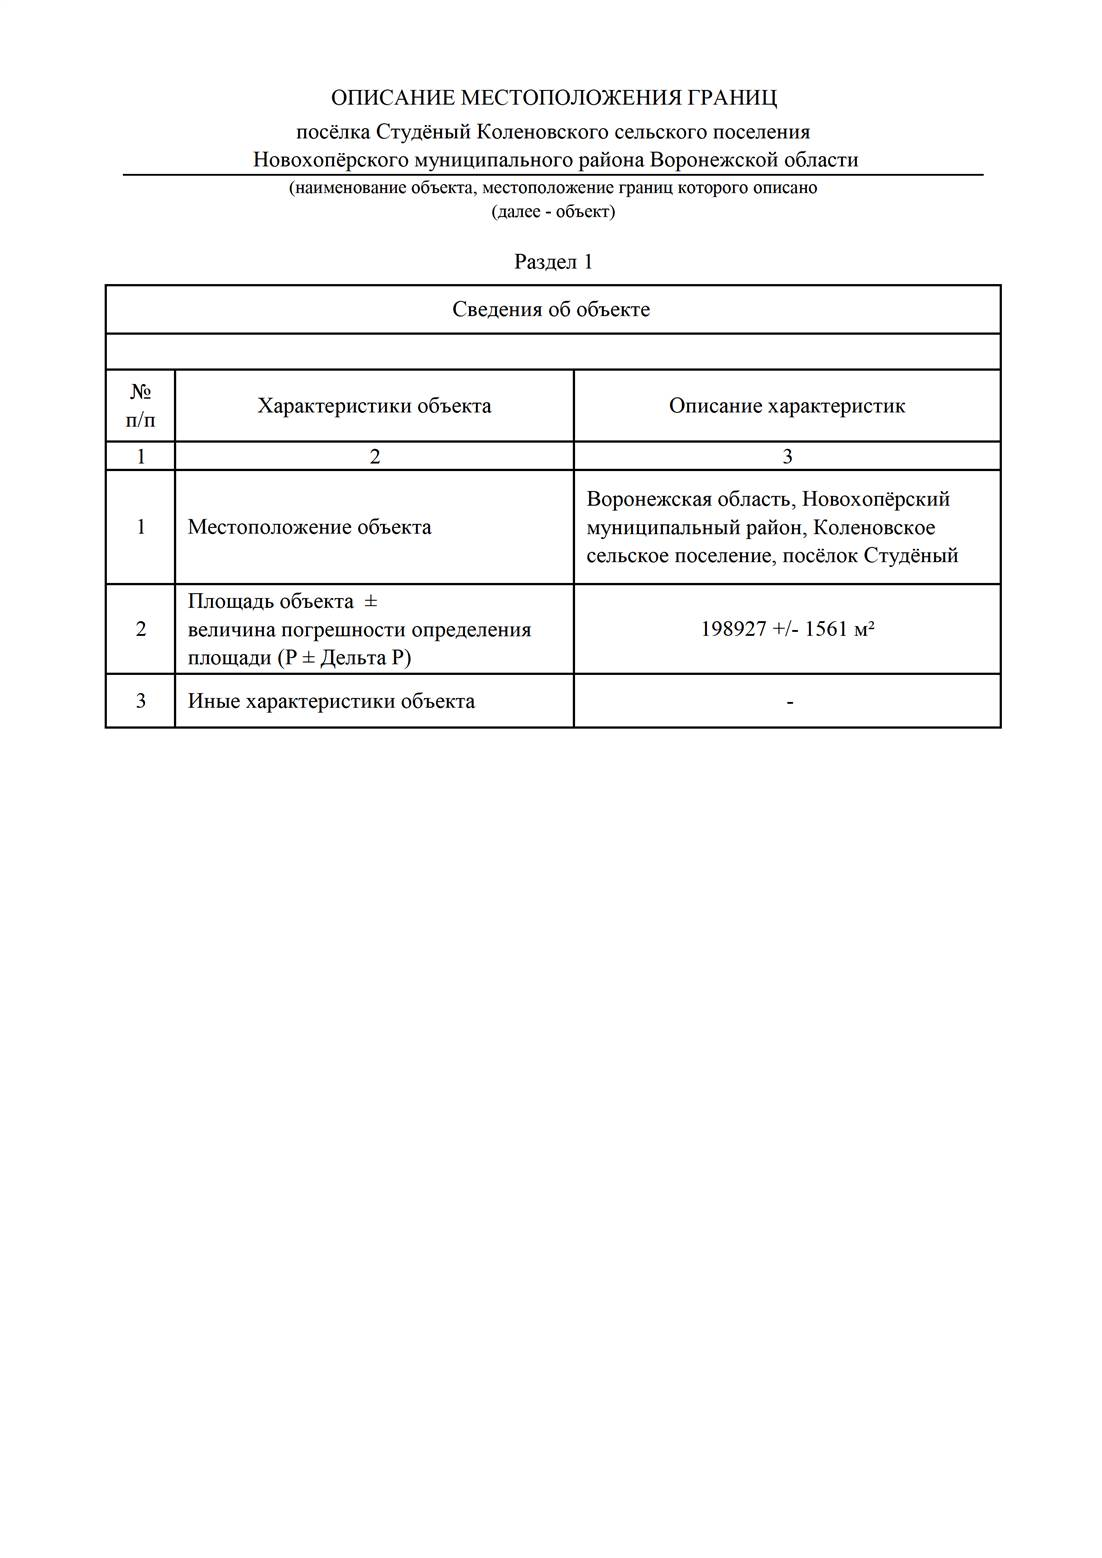 ОПИСАНИЕ МЕСТОПОЛОЖЕНИЯ ГРАНИЦ
посёлка Студёный Коленовского сельского поселения
Новохопёрского муниципального района Воронежской области
(наименование объекта, местоположение границ которого описано
(далее - объект)
Раздел 1
Сведения об объекте
№
п/п
Характеристики объекта
Описание характеристик
1
2
3
1
Местоположение объекта
Воронежская область, Новохопёрский
муниципальный район, Коленовское
сельское поселение, посёлок Студёный
2
Площадь объекта ±
величина погрешности определения
площади (Р ± Дельта Р)
198927 +/- 1561 м²
3
Иные характеристики объекта
-